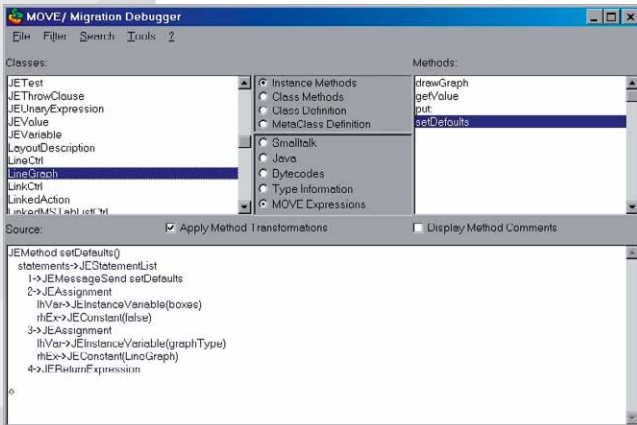 MOVE/ Migration Debugger
File Filter Search Tools ?
Classes:
Methods:
JETest
JEThrowClause
JEUnaryExpression
JEValue
JEVariable
LayoutDescription
LineCtrl
LineGraph
LinkCtrl
LinkedAction
LinkedMSTabListCtrl
Instance Methods
Class Methods
Class Definition
MetaClass Definition
Smalltalk
Java
Bytecodes
Type Information
MOVE Expressions
drawGraph
getValue
put:
setDefaults
Source:
Apply Method Transformations
Display Method Comments
JEMethod setDefaults()
statements->JEStatementList
1->JEMessageSend setDefaults
2->JEAssignment
lhVar->JEInstanceVariable(boxes)
rhEx->JEConstant(false)
3->JEAssignment
lhVar->JEInstanceVariable(graphType)
rhEx->JEConstant(LineGraph)
4->JEReturnExpression